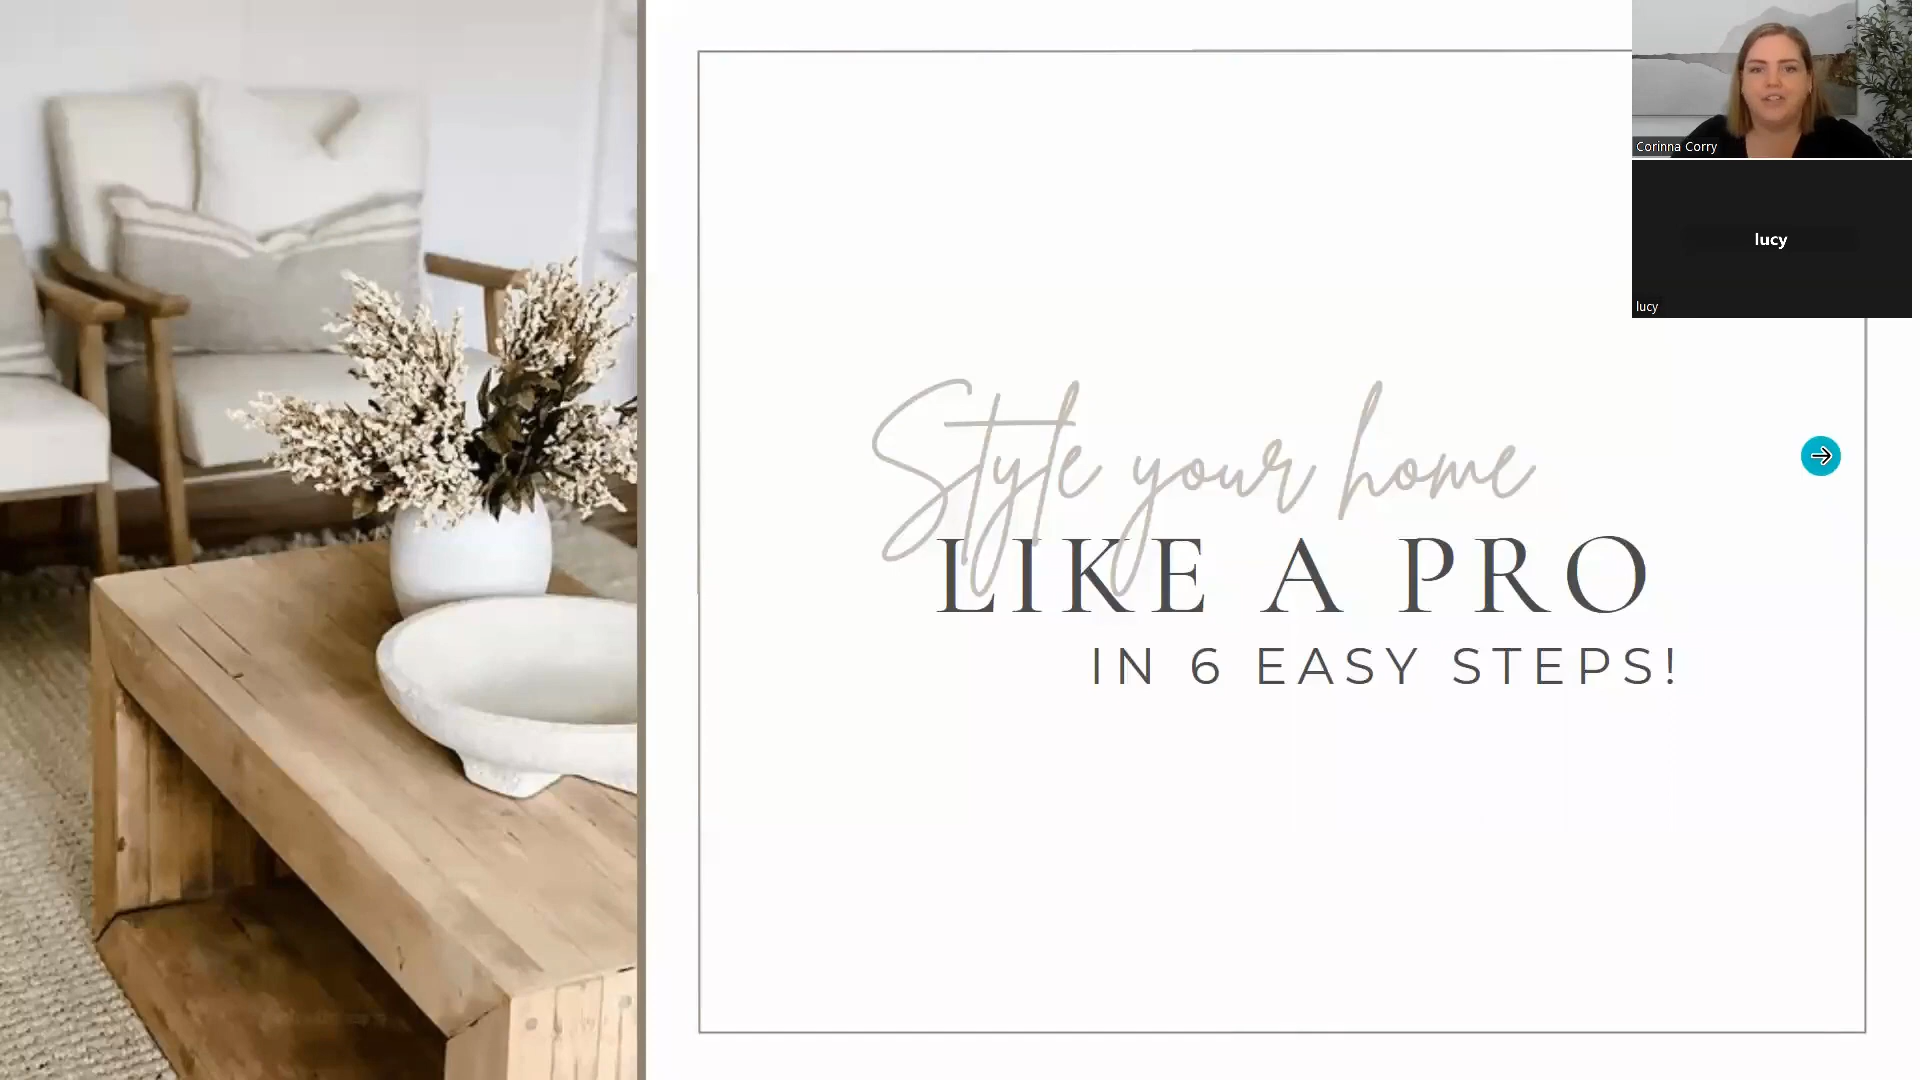 Corinna Corry
lucy
lucy
Style your home
LIKE A PRO
IN 6 EASY STEPS!